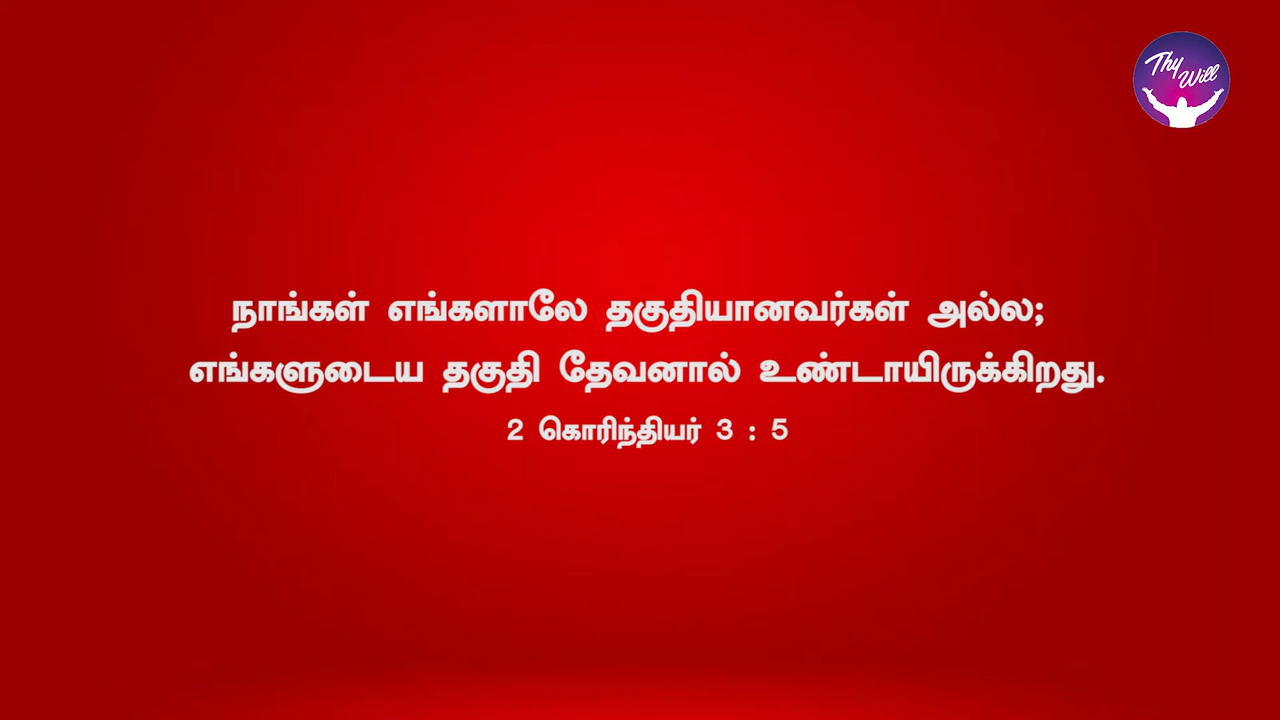 Thy
Will
நாங்கள் எங்களாலே தகுதியானவர்கள் அல்ல;
எங்களுடைய தகுதி தேவனால் உண்டாயிருக்கிறது.
2 கொரிந்தியர் 3 : 5